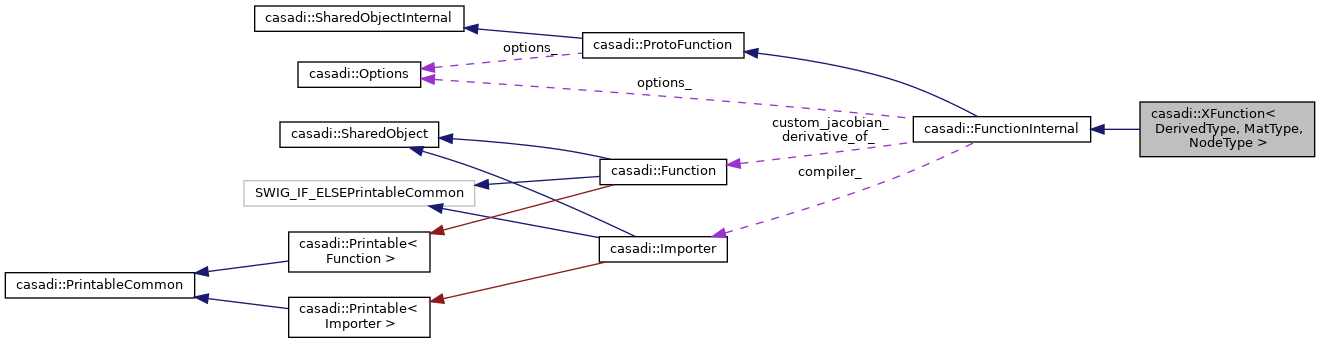 casadi::SharedObjectInternal
casadi::ProtoFunction
options_
casadi::Options
options_
casadi::XFunction<
DerivedType, MatType,
NodeType >
custom_jacobian_
derivative_of_
casadi::FunctionInternal
casadi::SharedObject
casadi::Function
compiler_
SWIG_IF_ELSEPrintableCommon
casadi::Printable<
Function >
casadi::Importer
casadi::PrintableCommon
casadi::Printable<
Importer >